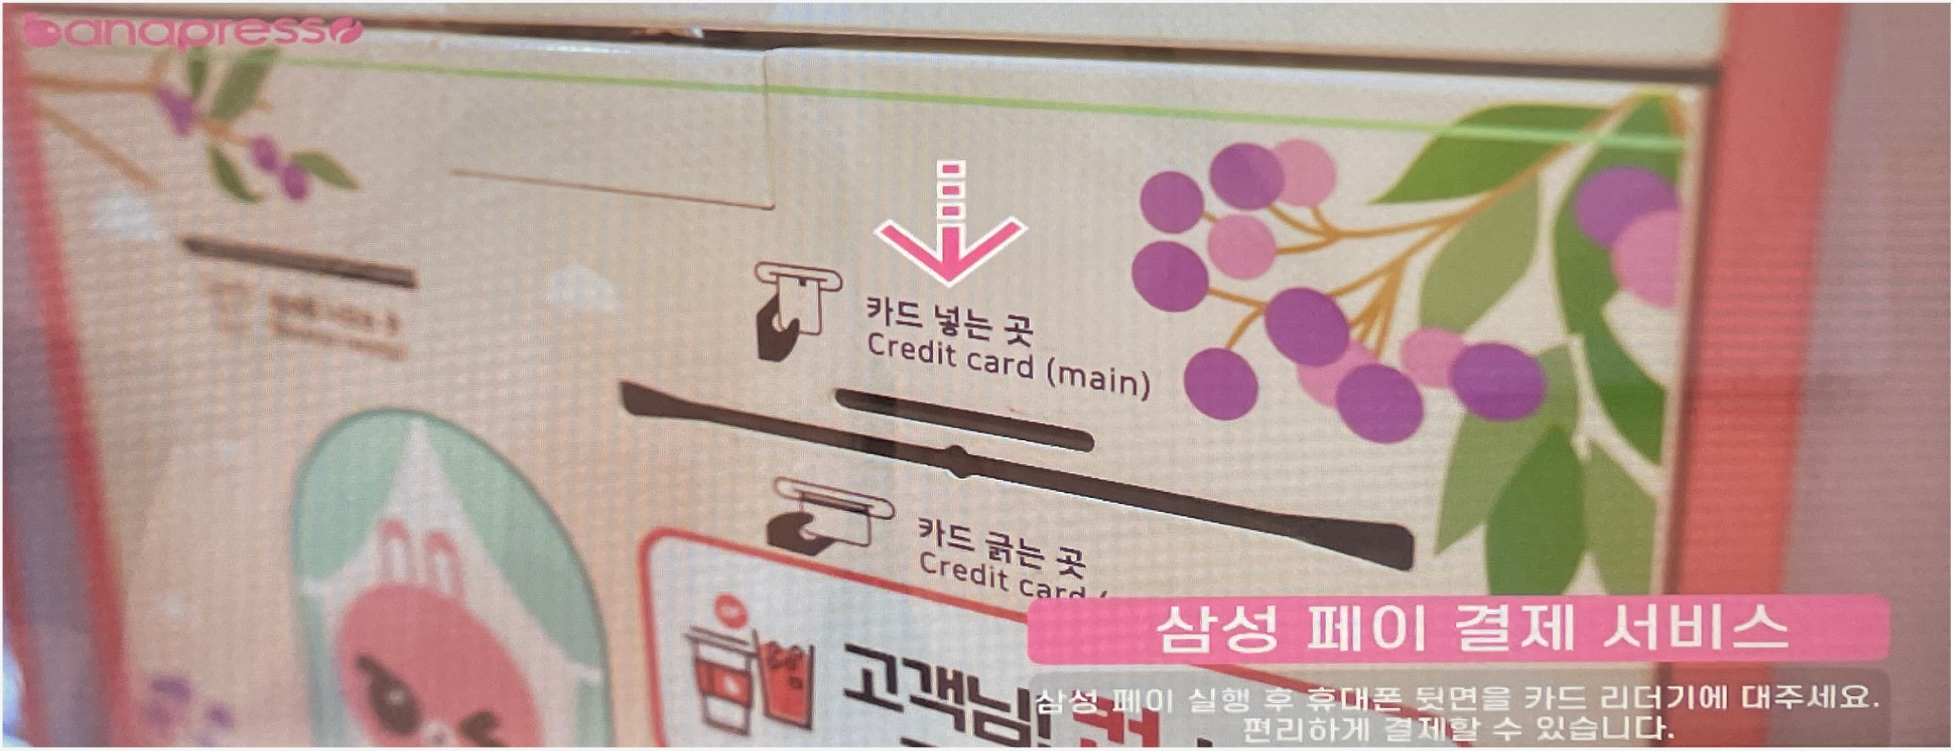 banapresso
카드 넣는 곳
Credit card (main)
카드 긁는 곳
Credit card (
고객님!
삼성 페이 결제 서비스
삼성 페이 실행 후 휴대폰 뒷면을 카드 리더기에 대주세요.
편리하게 결제할 수 있습니다.